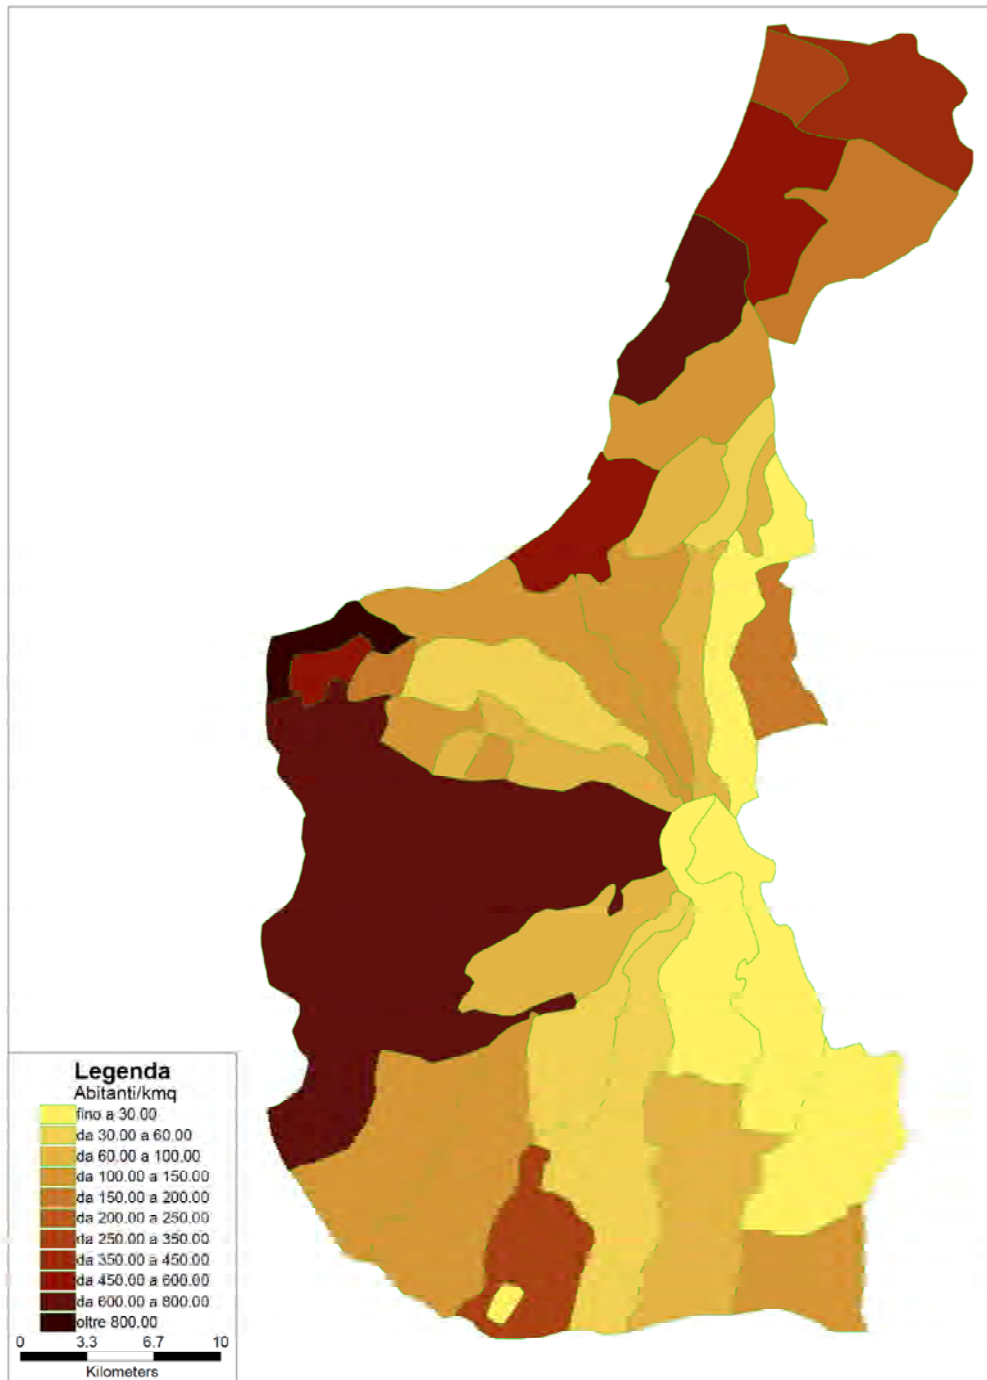 Legenda
Abitanti/kmq
fino a 30.00
da 30.00 a 60.00
da 60.00 a 100.00
da 100.00 a 150.00
da 150.00 a 200.00
da 200.00 a 250.00
da 250.00 a 350.00
da 350.00 a 450.00
da 450.00 a 600.00
da 600.00 a 800.00
oltre 800.00
0 3.3 6.7 10
Kilometers